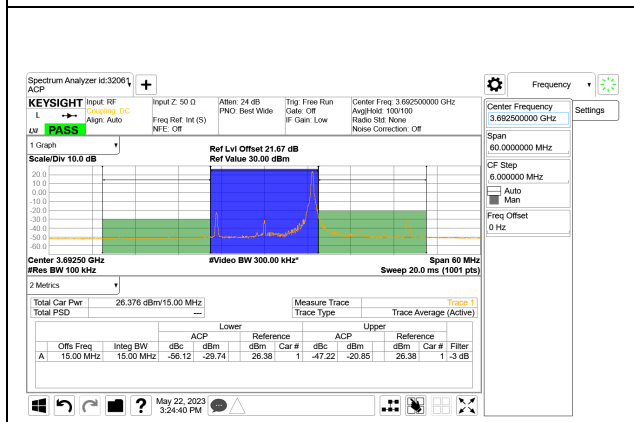 Spectrum Analyzer id:32061
ACP
Frequency
KEYSIGHT
L
PASS
Input: RF
Coupling: DC
Align: Auto
Input Z: 50 Ω
Freq Ref: Int (S)
NFE: Off
Atten: 24 dB
PNO: Best Wide
Trig: Free Run
Gate: Off
IF Gain: Low
Center Freq: 3.692500000 GHz
Avg|Hold: 100/100
Radio Std: None
Noise Correction: Off
Center Frequency
3.692500000 GHz
Settings
Span
60.0000000 MHz
CF Step
6.000000 MHz
Auto
Man
Freq Offset
0 Hz
1 Graph
Scale/Div 10.0 dB
Ref Lvl Offset 21.67 dB
Ref Value 30.00 dBm
20.0
10.0
0.00
-10.0
-20.0
-30.0
-40.0
-50.0
-60.0
Center 3.69250 GHz
#Video BW 300.00 kHz*
Span 60 MHz
#Res BW 100 kHz
Sweep 20.0 ms (1001 pts)
2 Metrics
Total Car Pwr 26.376 dBm/15.00 MHz
Total PSD ---
Measure Trace Trace 1
Trace Type Trace Average (Active)
Lower Upper
ACP Reference ACP Reference
Offs Freq Integ BW dBc dBm dBm Car # dBc dBm dBm Car # Filter
A 15.00 MHz 15.00 MHz -56.12 -29.74 26.38 1 -47.22 -20.85 26.38 1 -3 dB
?
May 22, 2023
3:24:40 PM